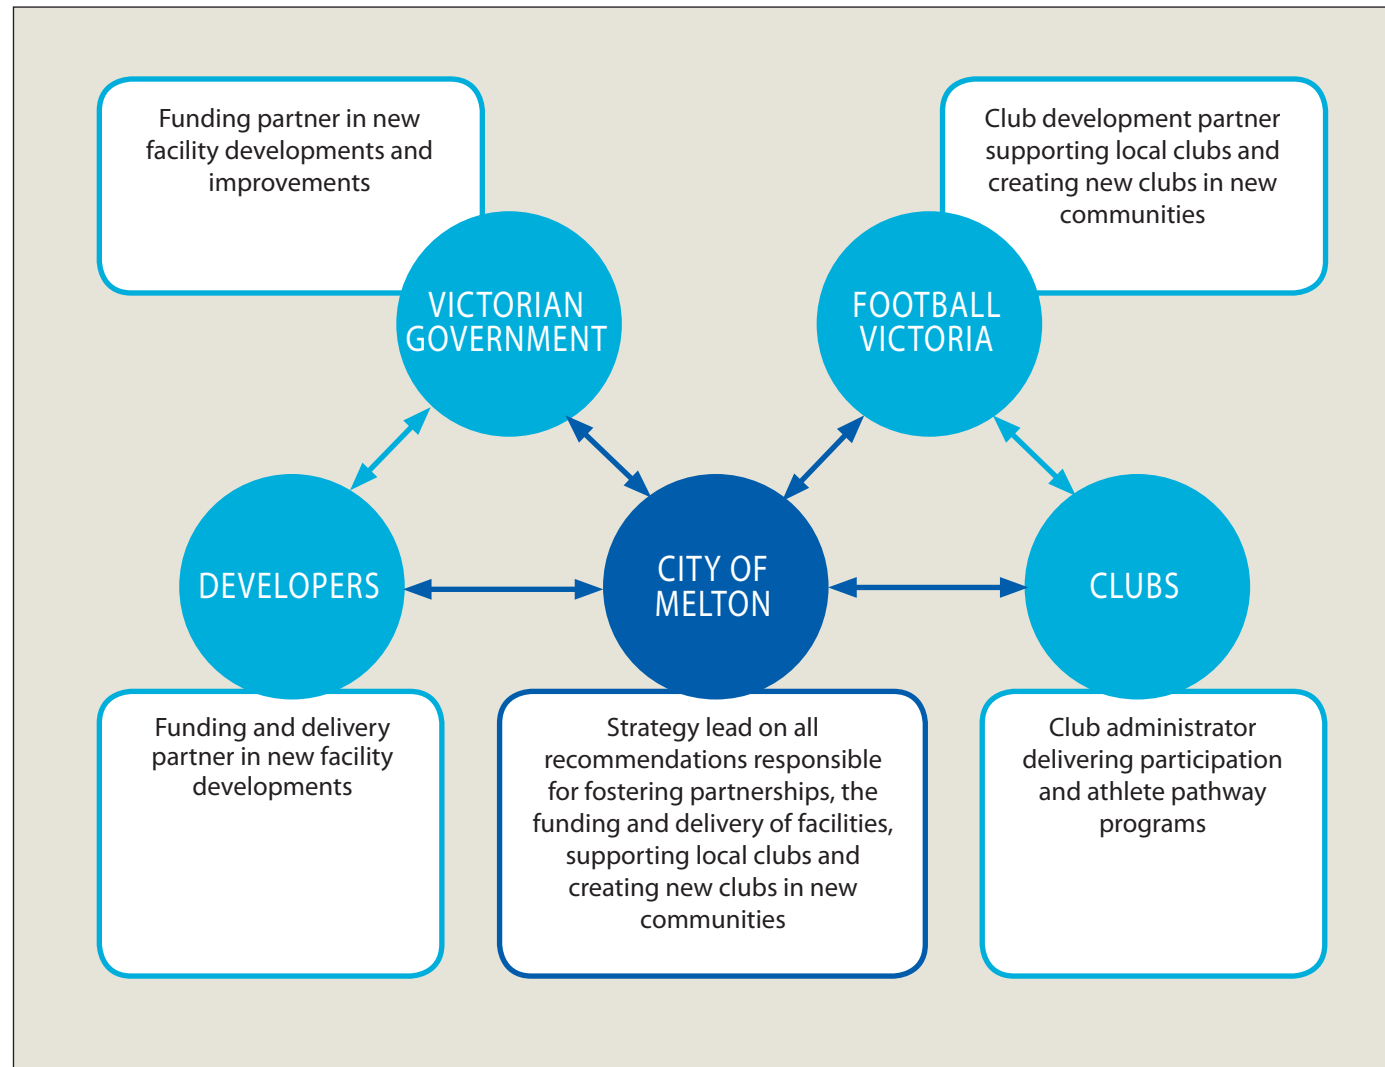 Funding partner in new
facility developments and
improvements
Club development partner
supporting local clubs and
creating new clubs in new
communities
VICTORIAN
GOVERNMENT
FOOTBALL
VICTORIA
DEVELOPERS
CITY OF
MELTON
CLUBS
Funding and delivery
partner in new facility
developments
Strategy lead on all
recommendations responsible
for fostering partnerships, the
funding and delivery of facilities,
supporting local clubs and
creating new clubs in new
communities
Club administrator
delivering participation
and athlete pathway
programs